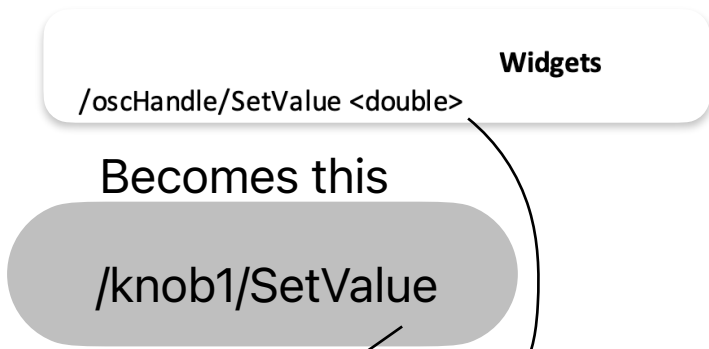 Widgets
/oscHandle/SetValue <double>
Becomes this
/knob1/SetValue